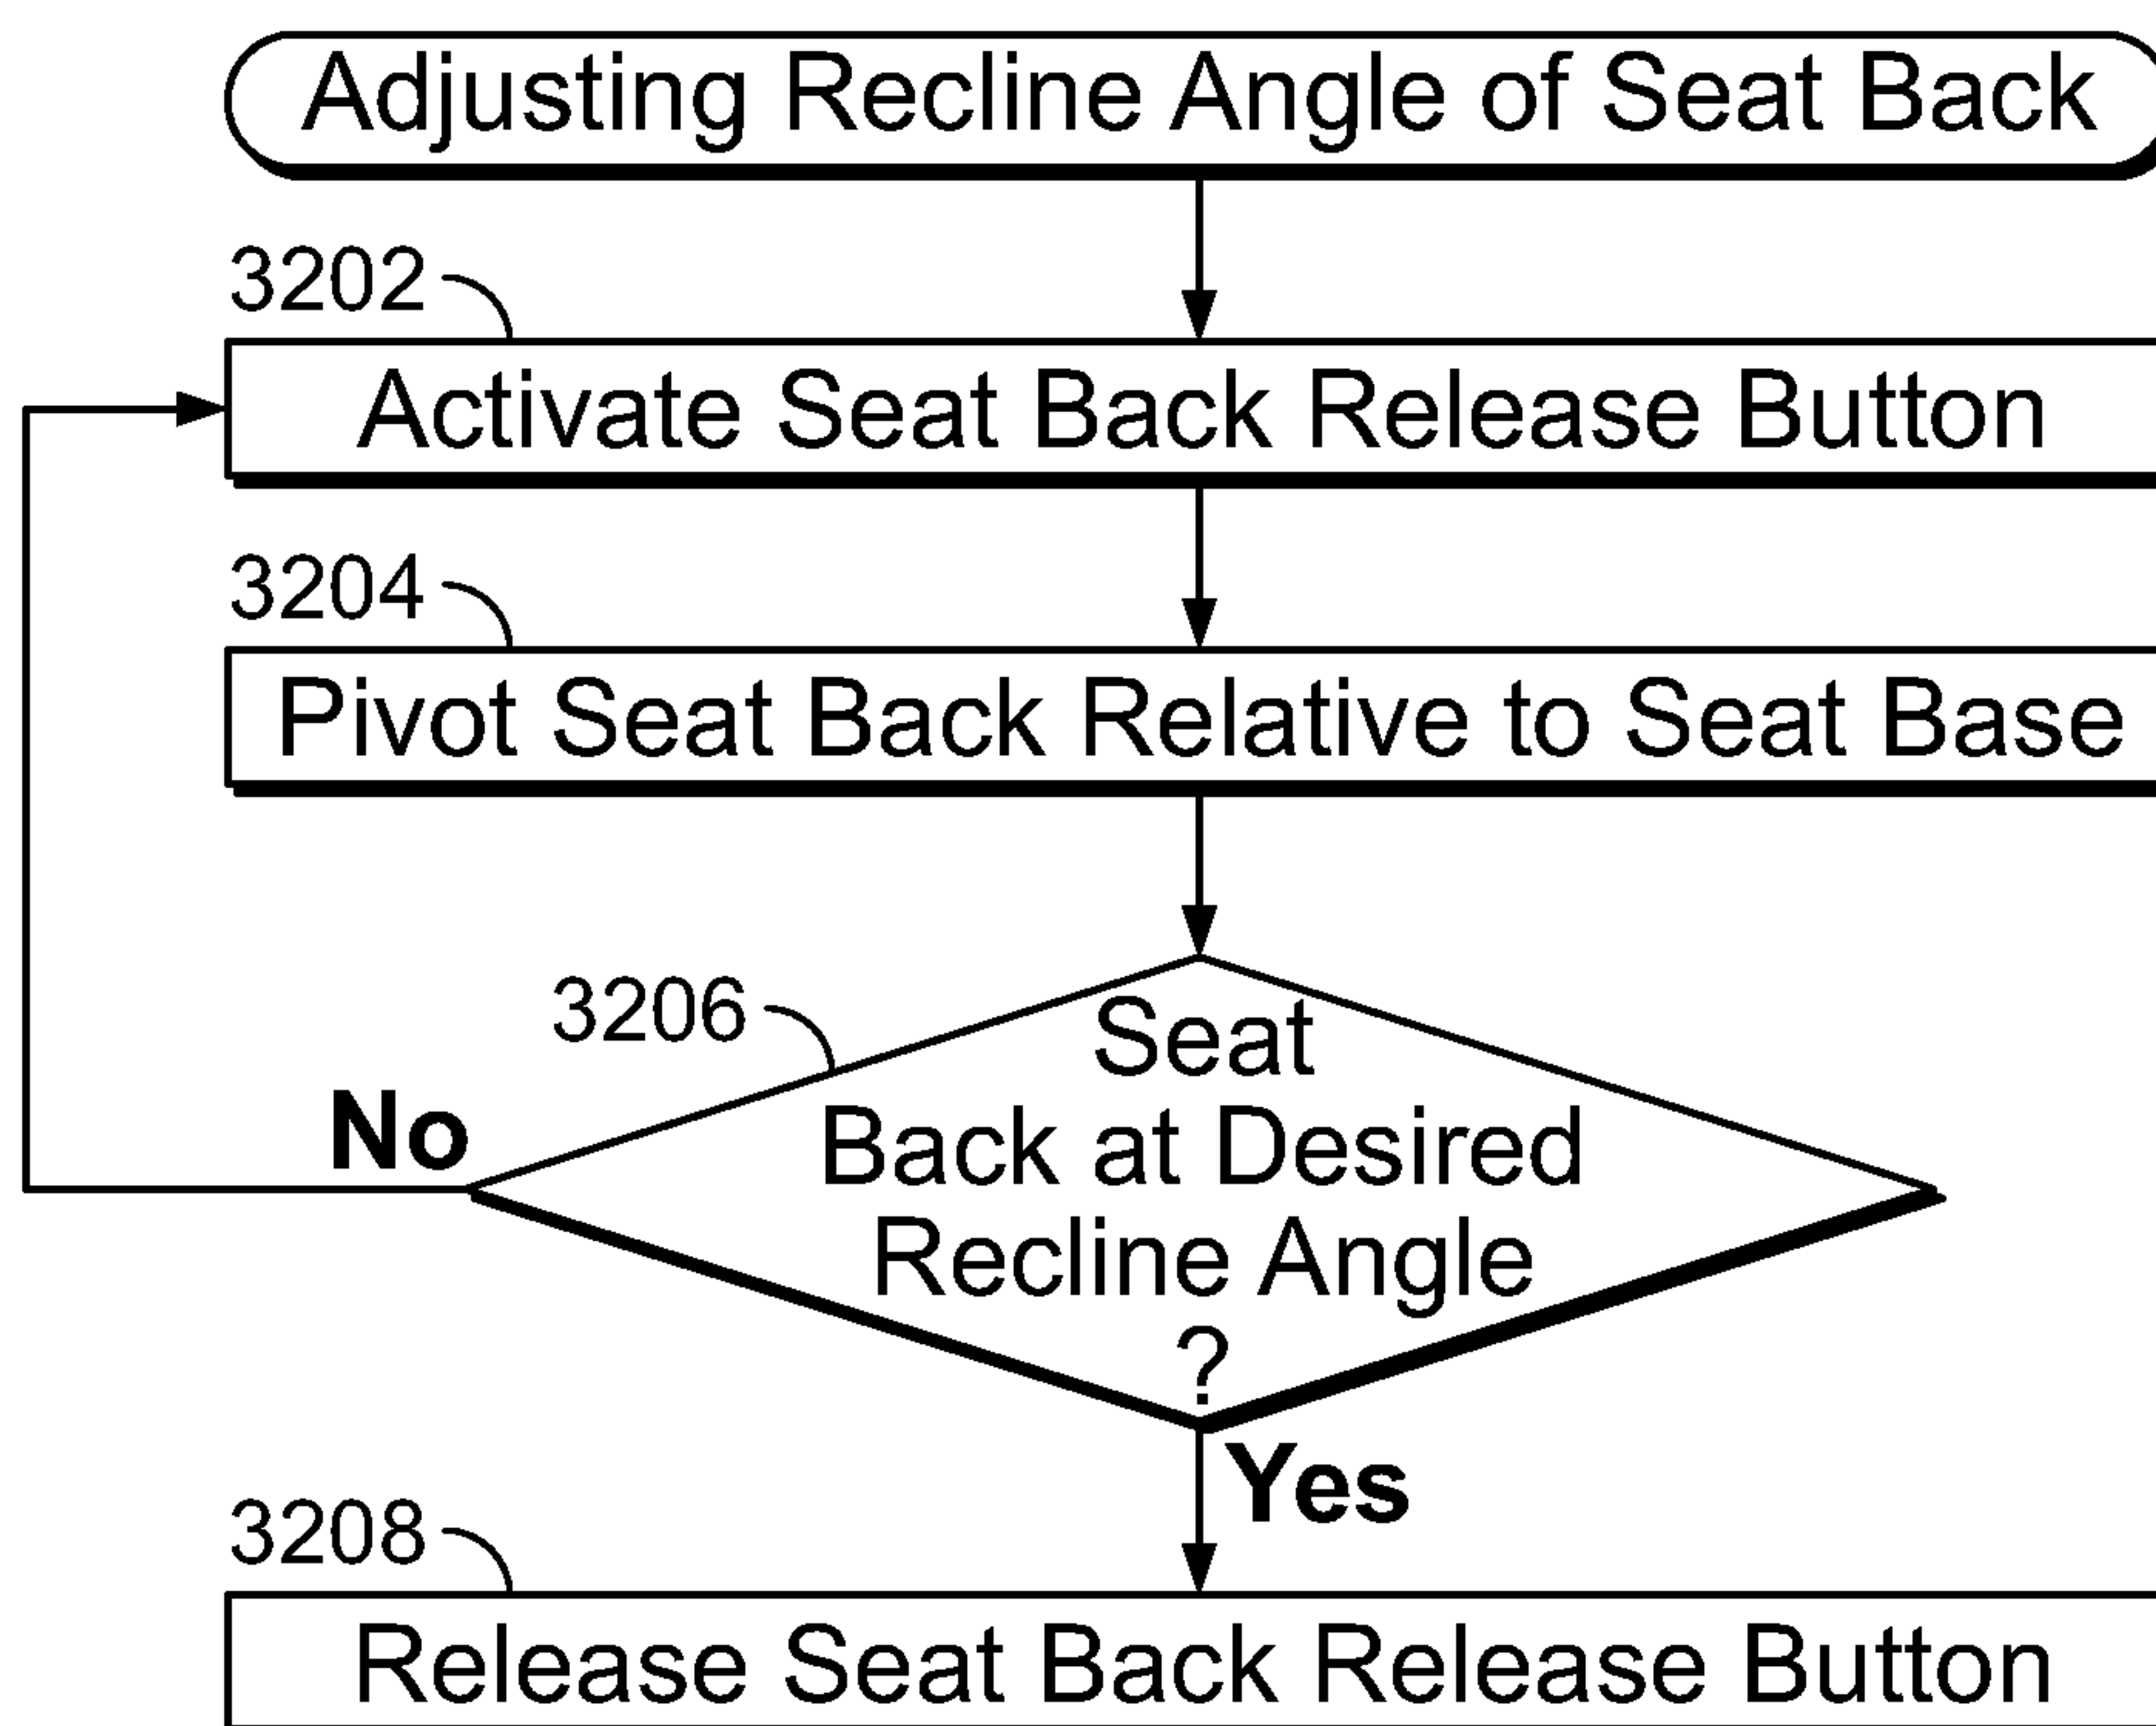 Adjusting Recline Angle of Seat Back
3202
Activate Seat Back Release Button
3204
Pivot Seat Back Relative to Seat Base
3206
Seat
Back at Desired
Recline Angle
?
No
Yes
3208
Release Seat Back Release Button